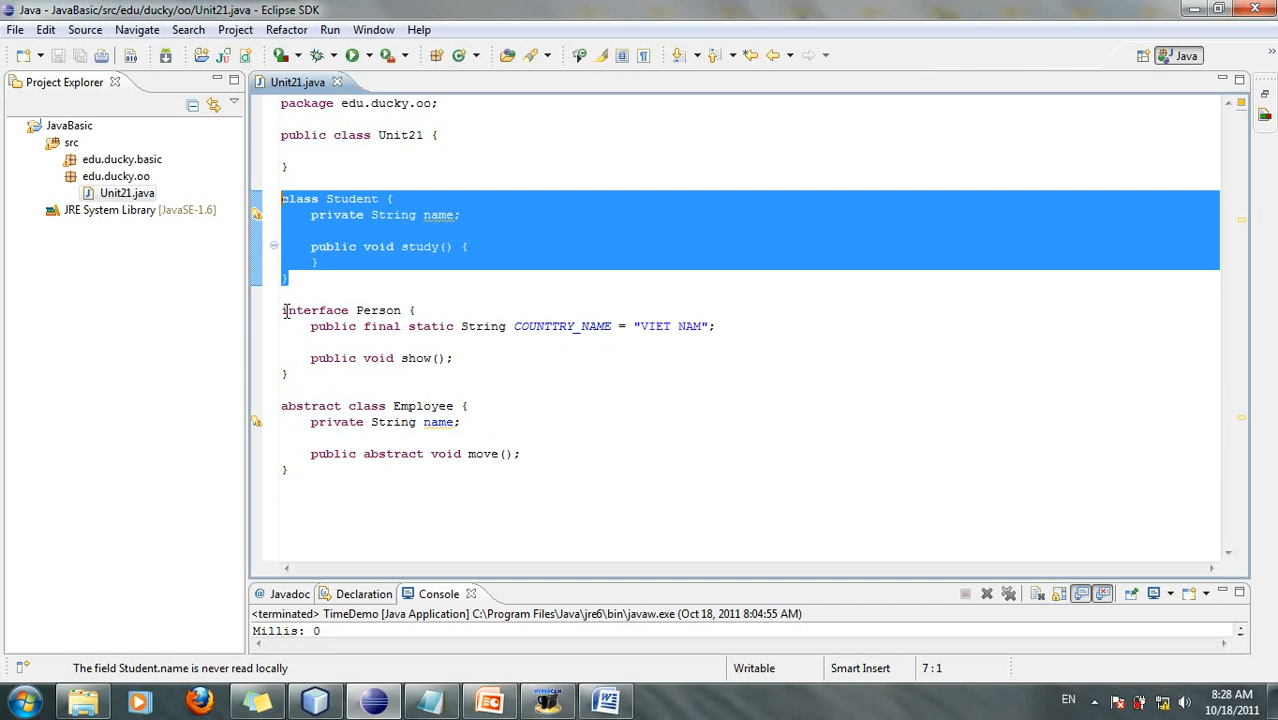 Java - JavaBasic/src/edu/ducky/oo/Unit21.java - Eclipse SDK
File Edit Source Navigate Search Project Refactor Run Window Help
Java
Project Explorer
Unit21.java
JavaBasic
src
edu.ducky.basic
edu.ducky.oo
Unit21.java
JRE System Library [JavaSE-1.6]
package edu.ducky.oo;
public class Unit21 {
}
class Student {
private String name;
public void study() {
}
}
interface Person {
public final static String COUNTTRY_NAME = "VIET NAM";
public void show();
}
abstract class Employee {
private String name;
public abstract void move();
}
@ Javadoc Declaration Console
<terminated> TimeDemo [Java Application] C:\Program Files\Java\jre6\bin\javaw.exe (Oct 18, 2011 8:04:55 AM)
Millis: 0
The field Student.name is never read locally
Writable
Smart Insert
7 : 1
EN
8:28 AM
10/18/2011